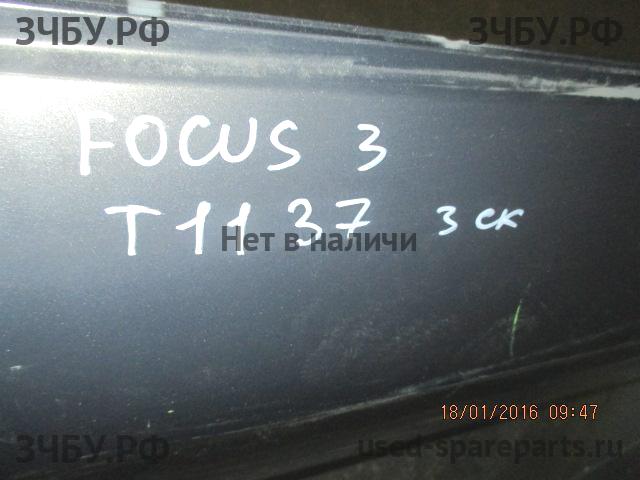 ЗЧБУ.РФ ЗЧБУ.РФ
FOCUS 3
T1137 3 СК
Нет в наличи
18/01/2016 09:47
ЗЧБУ.РФ used-spareparts.ru